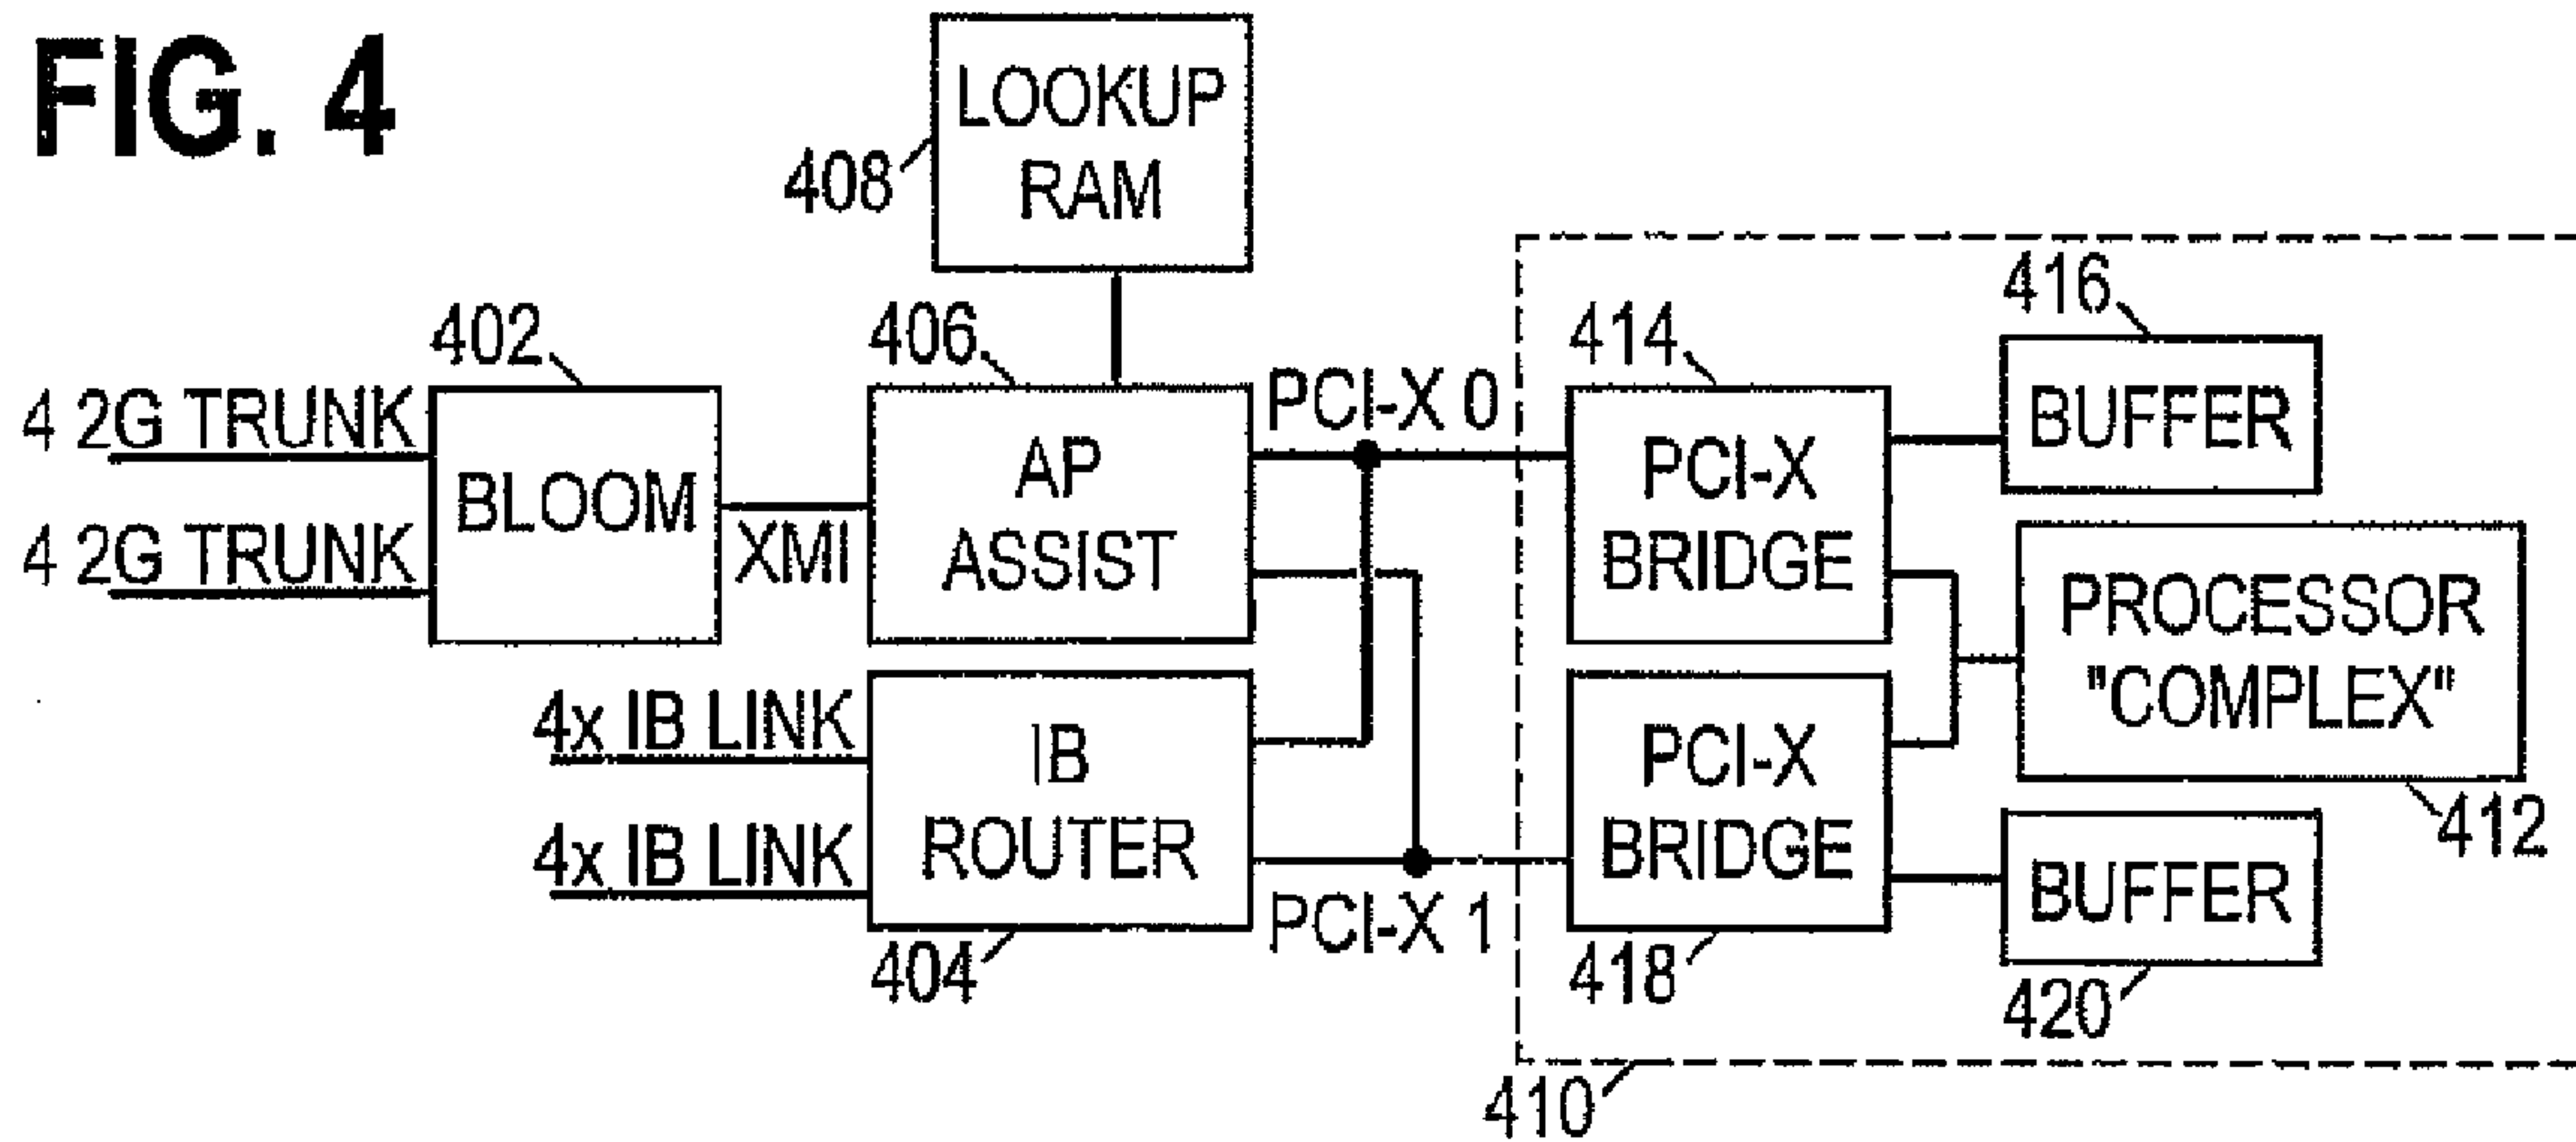 FIG. 4
LOOKUP
RAM
408
402
406
PCI-X 0
414
416
4 2G TRUNK
4 2G TRUNK
BLOOM
XMI
AP
ASSIST
PCI-X
BRIDGE
BUFFER
PROCESSOR
"COMPLEX"
412
4x IB LINK
4x IB LINK
IB
ROUTER
404
PCI-X 1
PCI-X
BRIDGE
418
BUFFER
420
410